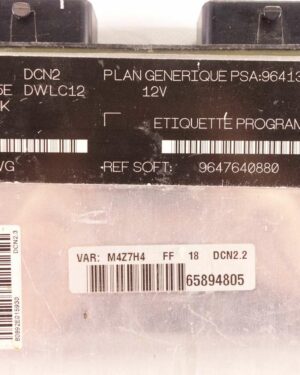 DCN2 PLAN GENERIQUE PSA:96413
5E DWLC12 12V
K
ETIQUETTE PROGRAM
VG REF SOFT: 9647640880
VAR: M4Z7H4 FF 18 DCN2.2
65894805
DCN2.3